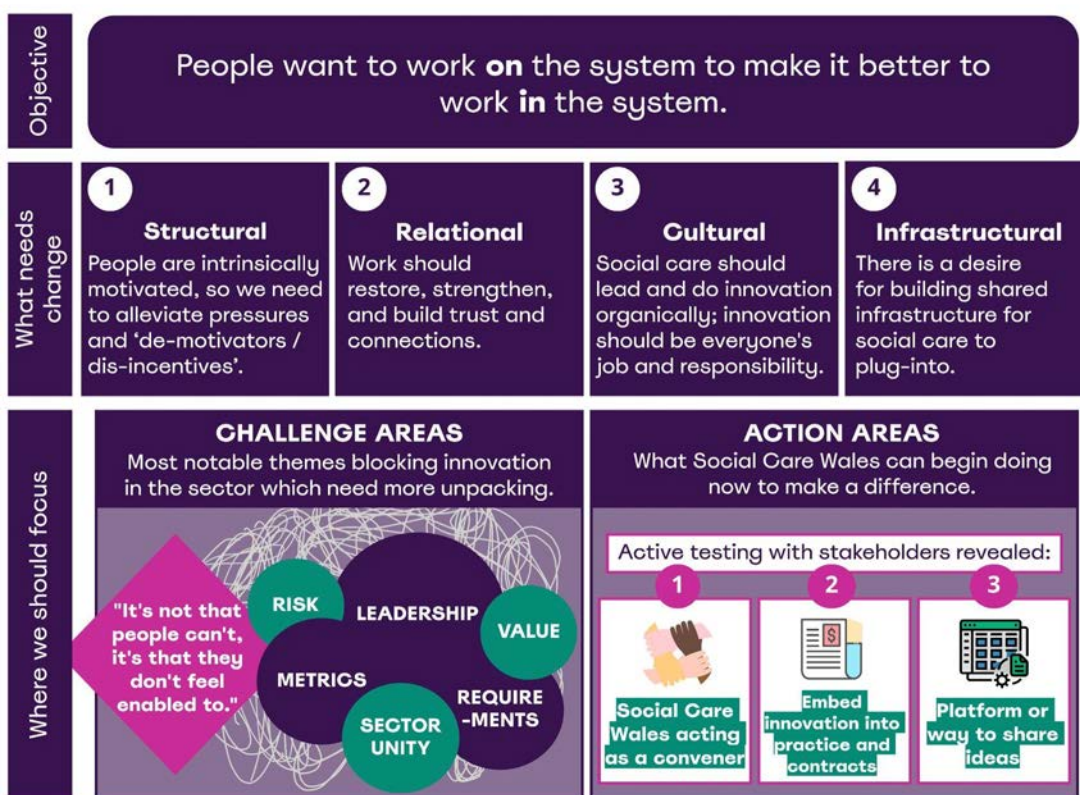 Objective
People want to work on the system to make it better to
work in the system.
What needs
change
1
Structural
People are intrinsically
motivated, so we need
to alleviate pressures
and ‘de-motivators /
dis-incentives’.
2
Relational
Work should
restore, strengthen,
and build trust and
connections.
3
Cultural
Social care should
lead and do innovation
organically; innovation
should be everyone's
job and responsibility.
4
Infrastructural
There is a desire
for building shared
infrastructure for
social care to
plug-into.
Where we should focus
CHALLENGE AREAS
Most notable themes blocking innovation
in the sector which need more unpacking.
"It's not that
people can't,
it's that they
don't feel
enabled to."
RISK
LEADERSHIP
VALUE
METRICS
REQUIRE
-MENTS
SECTOR
UNITY
ACTION AREAS
What Social Care Wales can begin doing
now to make a difference.
Active testing with stakeholders revealed:
1
Social Care
Wales acting
as a convener
2
$
Embed
innovation into
practice and
contracts
3
Platform or
way to share
ideas